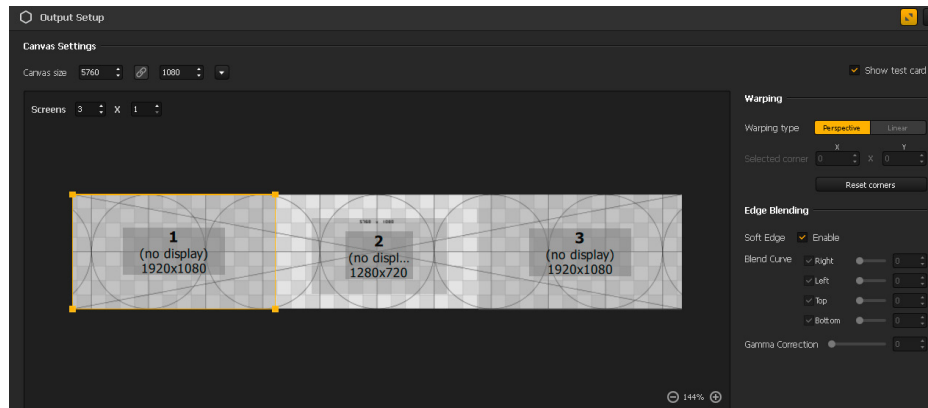 Output Setup
Canvas Settings
Canvas size 5760 1080
Show test card
Screens 3 X 1
Warping
Warping type Perspective Linear
X Y
Selected corner 0 X 0
Reset corners
Edge Blending
Soft Edge Enable
Blend Curve Right 0
Left 0
Top 0
Bottom 0
Gamma Correction 0
5760 x 1080
1
(no display)
1920x1080
2
(no displ...
1280x720
3
(no display)
1920x1080
144%